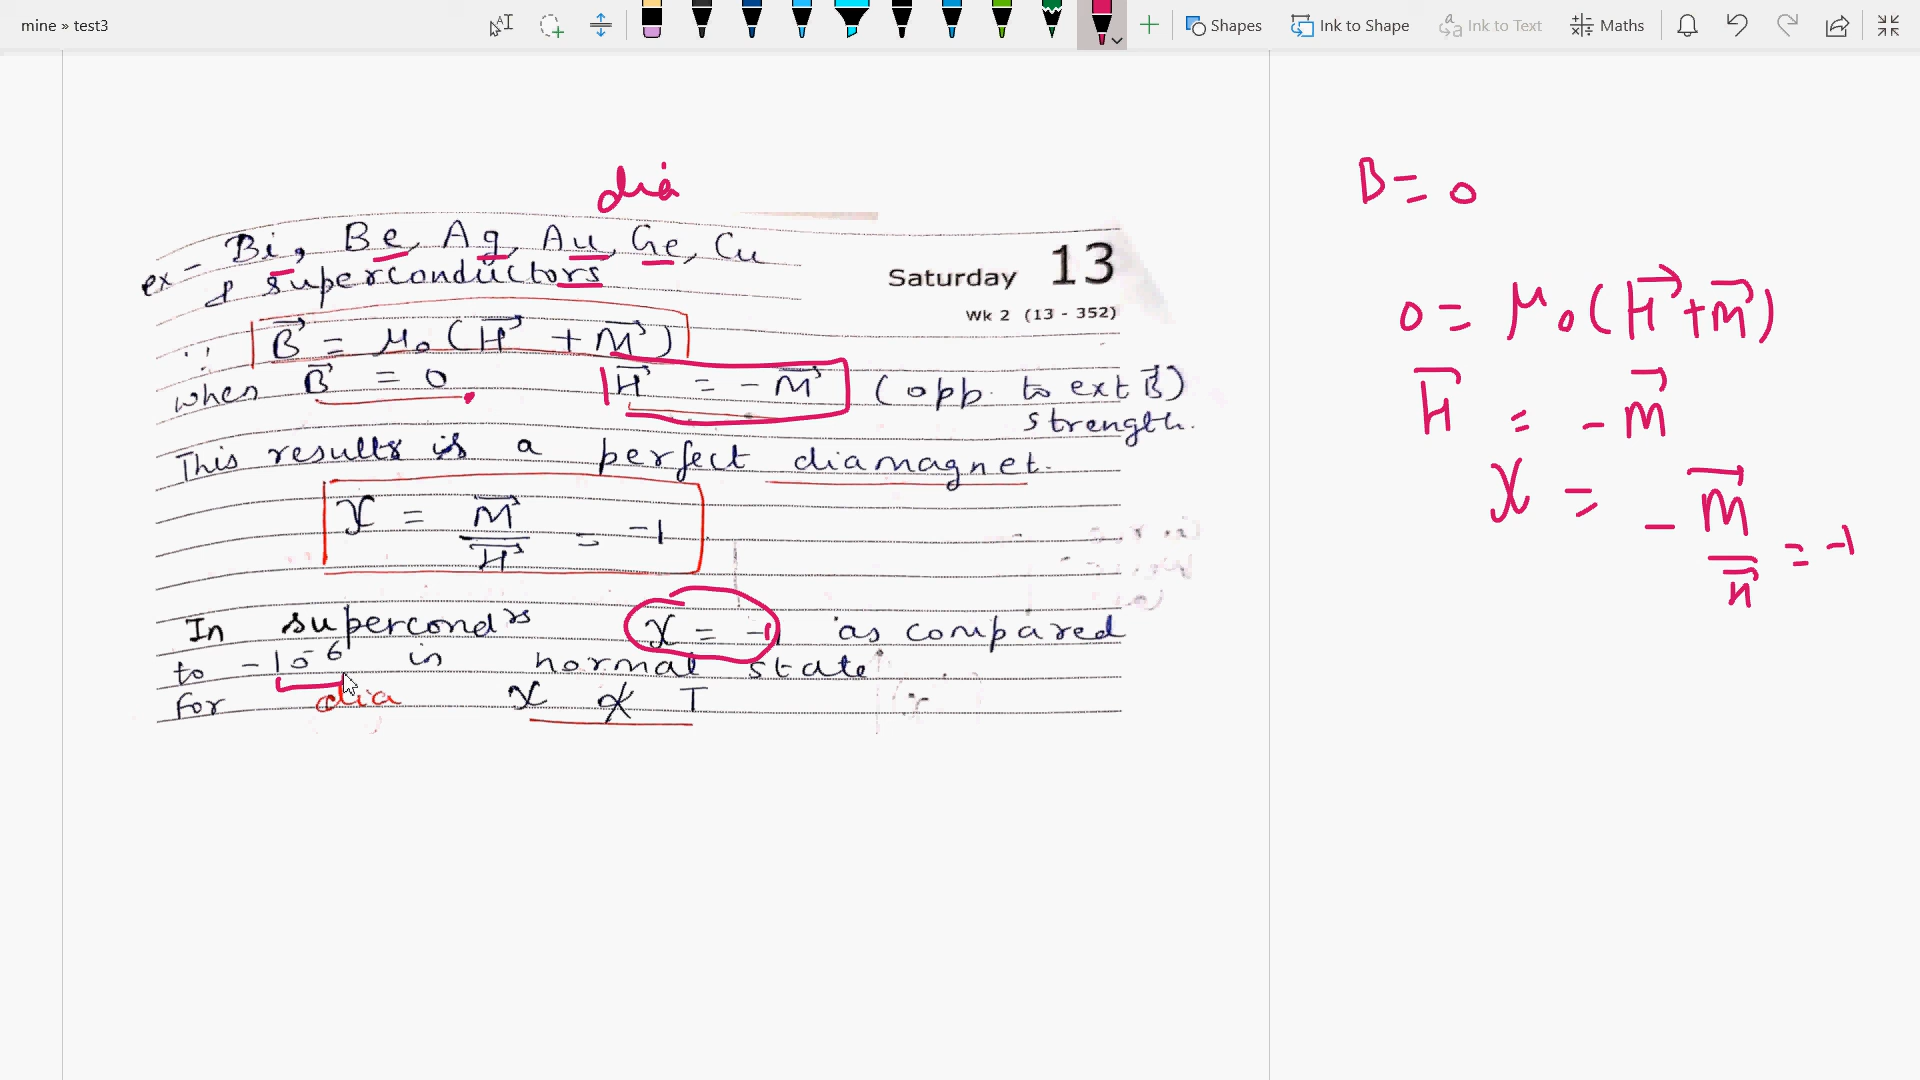 mine » test3
Shapes
Ink to Shape
Ink to Text
Maths
dia
ex - Bi, Be, Ag, Au, Ge, Cu
& superconductors
Saturday 13
Wk 2 (13 - 352)
∵ B⃗ = μ₀ (H⃗ + M⃗)
when B⃗ = 0 H⃗ = - M⃗ (opp. to ext B⃗)
strength.
This results is a perfect diamagnet.
χ = M⃗ / H⃗ = -1
In supercondrs χ = -1 as compared
to -10⁻⁶ in normal state
for dia χ ∝̸ T
B = 0
0 = μ₀ (H⃗ + M⃗)
H⃗ = - M⃗
χ = - M⃗ / H⃗ = -1